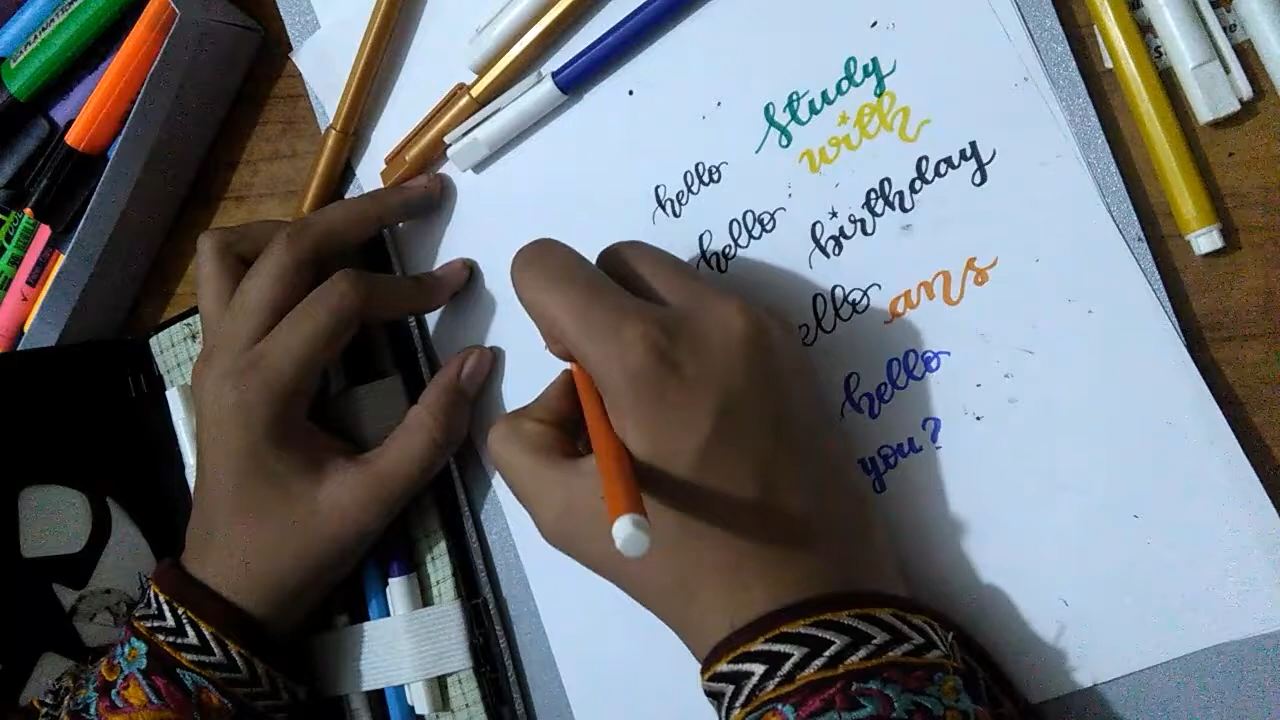 study
with
hello
birthday
hello
ello
ans
hello
you?